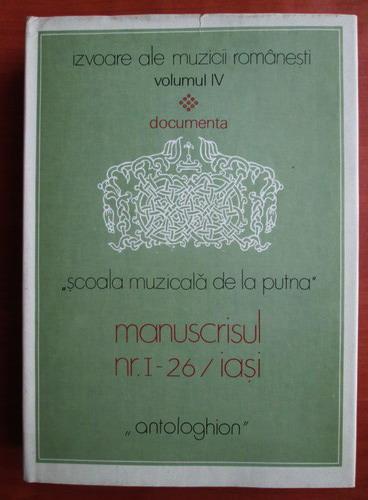 izvoare ale muzicii românești
volumul IV
documenta
„școala muzicală de la putna"
manuscrisul
nr. I-26 / iași
„antologhion"